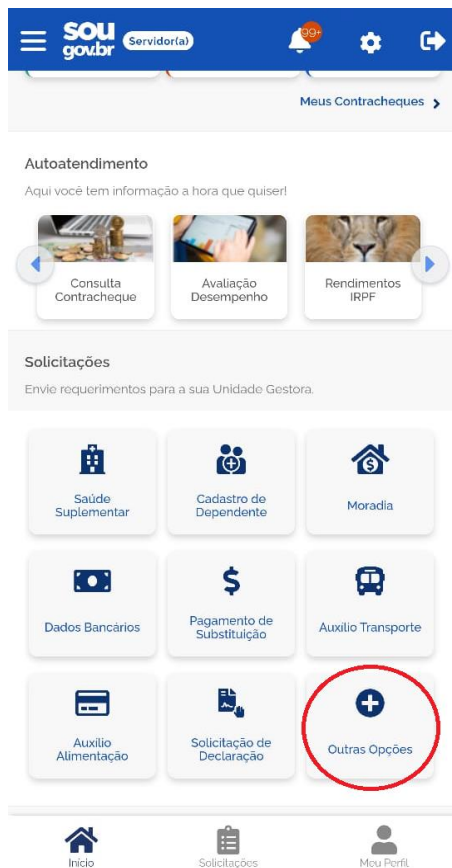 sou
gov.br
Servidor(a)
99+
Meus Contracheques
Autoatendimento
Aqui você tem informação a hora que quiser!
Consulta
Contracheque
Avaliação
Desempenho
Rendimentos
IRPF
Solicitações
Envie requerimentos para a sua Unidade Gestora.
Saúde
Suplementar
Cadastro de
Dependente
Moradia
Dados Bancários
Pagamento de
Substituição
Auxílio Transporte
Auxílio
Alimentação
Solicitação de
Declaração
Outras Opções
Início
Solicitações
Meu Perfil